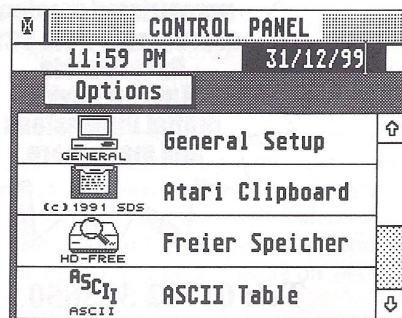 CONTROL PANEL
11:59 PM 31/12/99
Options
GENERAL General Setup
(c)1991 SDS Atari Clipboard
HD-FREE Freier Speicher
ASCII
ASCII ASCII Table